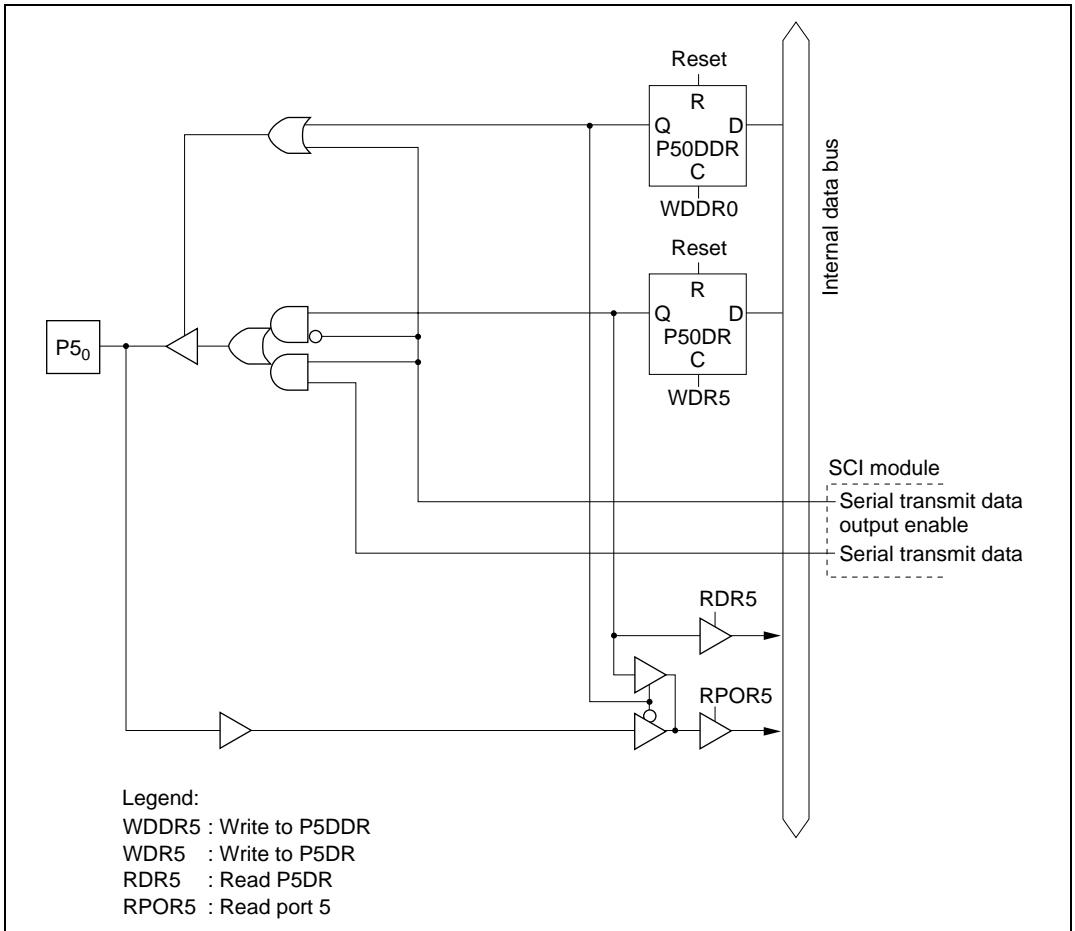 Reset
R
Q D
P50DDR
C
WDDR0
Reset
R
Q D
P50DR
C
WDR5
Internal data bus
P5₀
SCI module
Serial transmit data
output enable
Serial transmit data
RDR5
RPOR5
Legend:
WDDR5 : Write to P5DDR
WDR5 : Write to P5DR
RDR5 : Read P5DR
RPOR5 : Read port 5